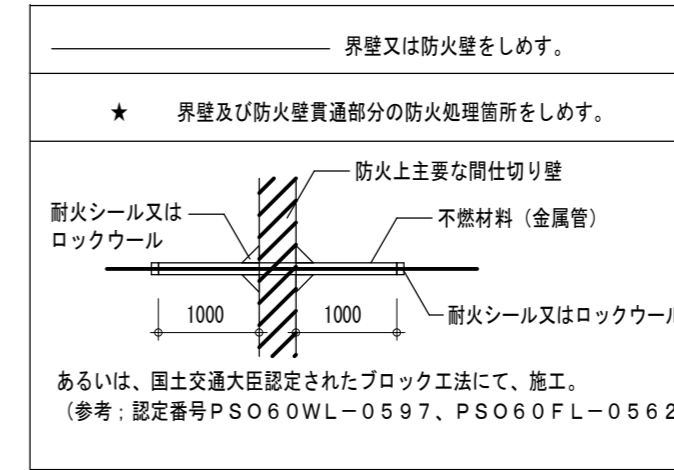 界壁又は防火壁をしめす。
★ 界壁及び防火壁貫通部分の防火処理箇所をしめす。
防火上主要な間仕切り壁
耐火シール又は
ロックウール
不燃材料（金属管）
1000 1000
耐火シール又はロックウール
あるいは、国土交通大臣認定されたブロック工法にて、施工。
（参考；認定番号ＰＳＯ６０ＷＬ－０５９７、ＰＳＯ６０ＦＬ－０５６２